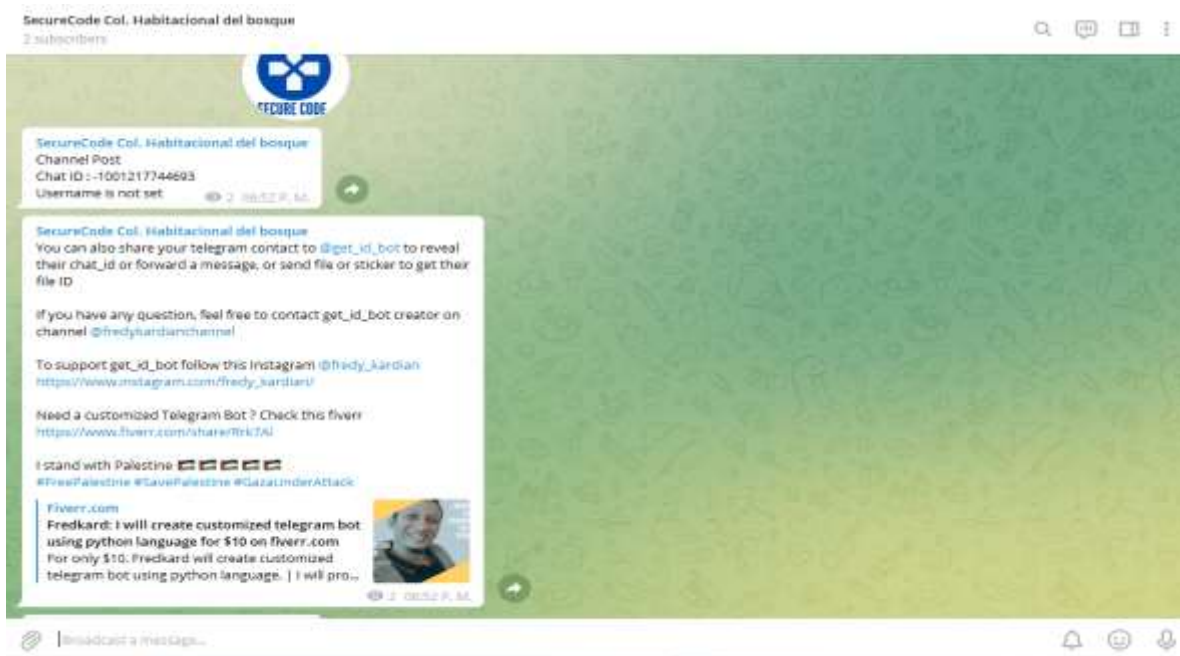 SecureCode Col. Habitacional del bosque
2 subscribers
SECURE CODE
SecureCode Col. Habitacional del bosque
Channel Post
Chat ID : -1001217744693
Username is not set
2 08:52 P. M.
SecureCode Col. Habitacional del bosque
You can also share your telegram contact to @get_id_bot to reveal
their chat_id or forward a message, or send file or sticker to get their
file ID
If you have any question, feel free to contact get_id_bot creator on
channel @fredykardianchannel
To support get_id_bot follow this Instagram @fredy_kardian
https://www.instagram.com/fredy_kardian/
Need a customized Telegram Bot ? Check this fiverr
I stand with Palestine
#FreePalestine #SavePalestine #GazaUnderAttack
Fiverr.com
Fredkard: I will create customized telegram bot
using python language for $10 on fiverr.com
For only $10, Fredkard will create customized
telegram bot using python language. | I will pro...
2 08:52 P. M.
Broadcast a message...